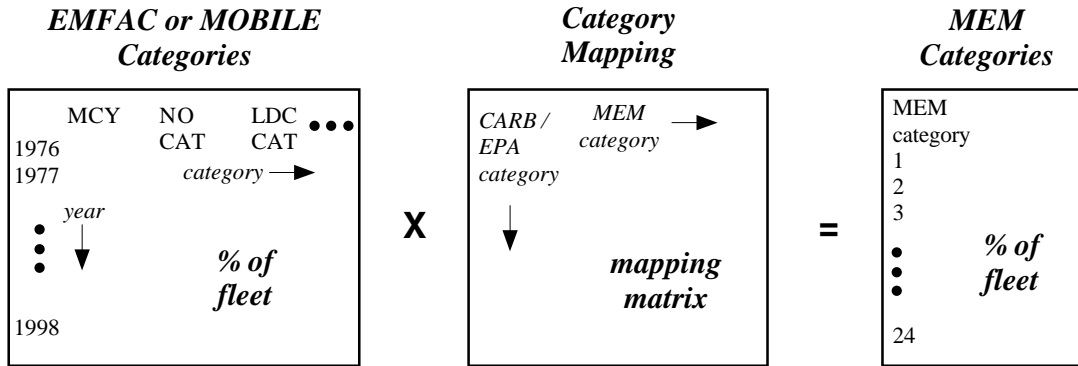 EMFAC or MOBILE
Categories
MCY NO LDC
CAT CAT
1976
1977
category
year
% of
fleet
1998
X
Category
Mapping
CARB / MEM
EPA category
category
mapping
matrix
=
MEM
Categories
MEM
category
1
2
3
% of
fleet
24